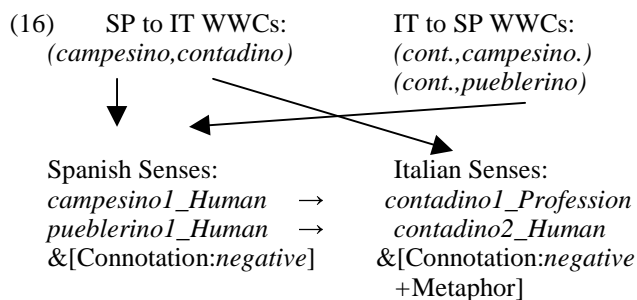 (16) SP to IT WWCs: IT to SP WWCs:
(campesino,contadino) (cont.,campesino.)
(cont.,pueblerino)
Spanish Senses: Italian Senses:
campesino1_Human → contadino1_Profession
pueblerino1_Human → contadino2_Human
&[Connotation:negative] &[Connotation:negative
+Metaphor]